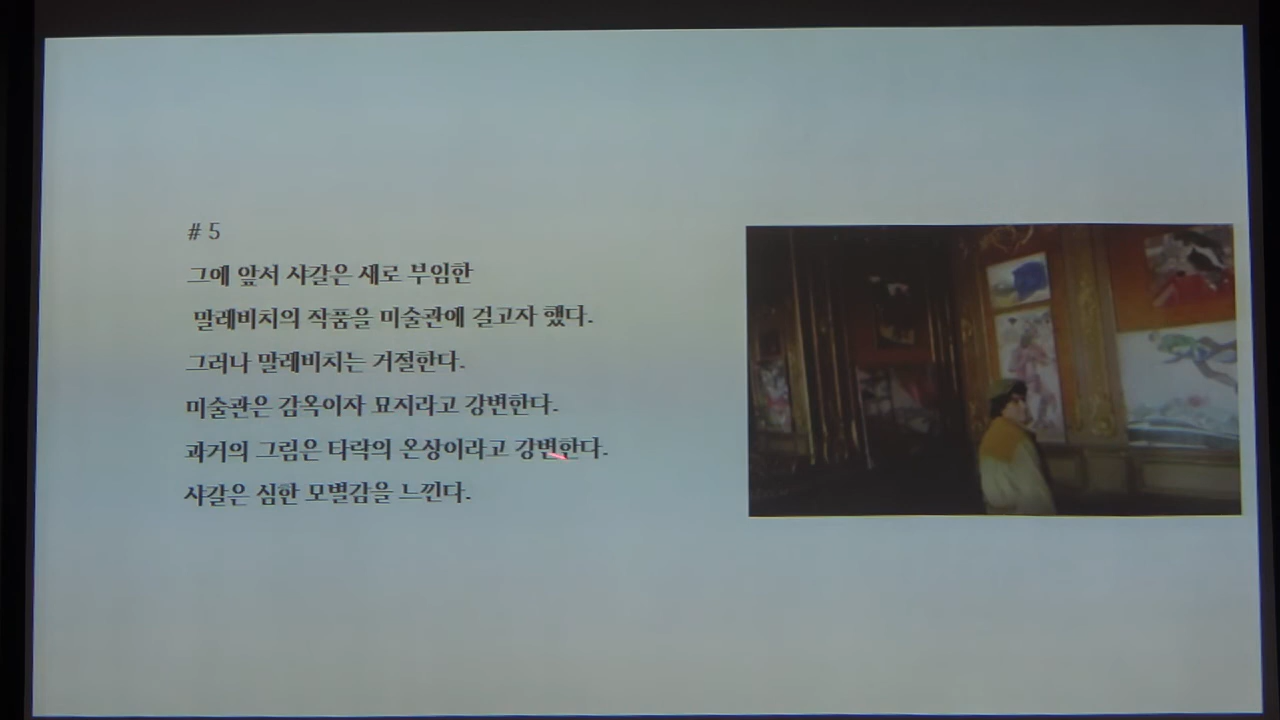 # 5
그에 앞서 샤갈은 새로 부임한
말레비치의 작품을 미술관에 걸고자 했다.
그러나 말레비치는 거절한다.
미술관은 감옥이자 묘지라고 강변한다.
과거의 그림은 타락의 온상이라고 강변한다.
샤갈은 심한 모별감을 느낀다.